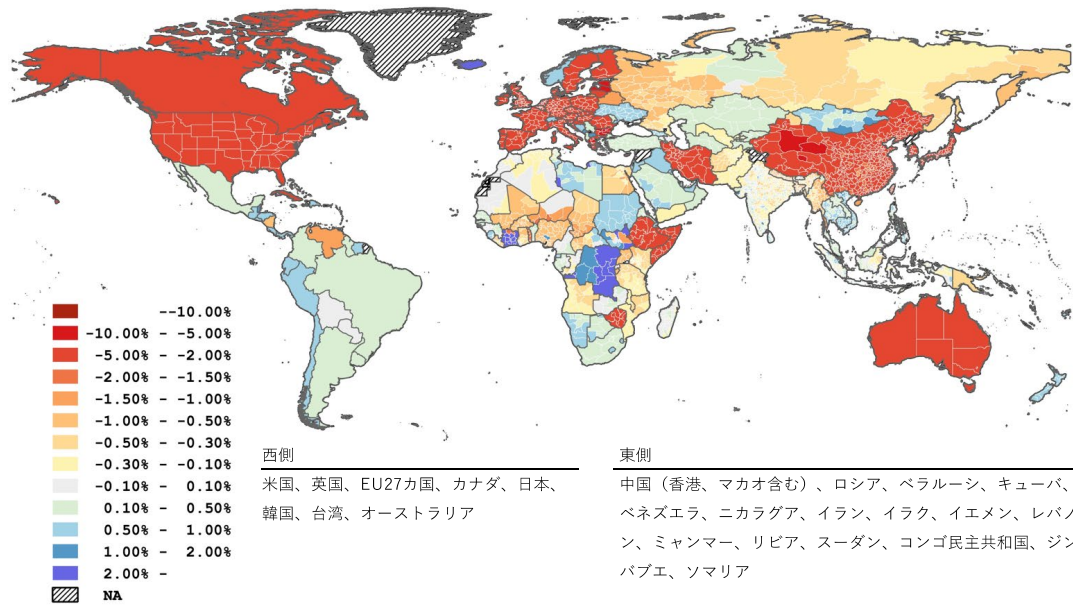 --10.00%
-10.00% - -5.00%
-5.00% - -2.00%
-2.00% - -1.50%
-1.50% - -1.00%
-1.00% - -0.50%
-0.50% - -0.30%
-0.30% - -0.10%
-0.10% - 0.10%
0.10% - 0.50%
0.50% - 1.00%
1.00% - 2.00%
2.00% -
NA
西側
米国、英国、EU27カ国、カナダ、日本、
韓国、台湾、オーストラリア
東側
中国（香港、マカオ含む）、ロシア、ベラルーシ、キューバ、
ベネズエラ、ニカラグア、イラン、イラク、イエメン、レバノ
ン、ミャンマー、リビア、スーダン、コンゴ民主共和国、ジン
バブエ、ソマリア